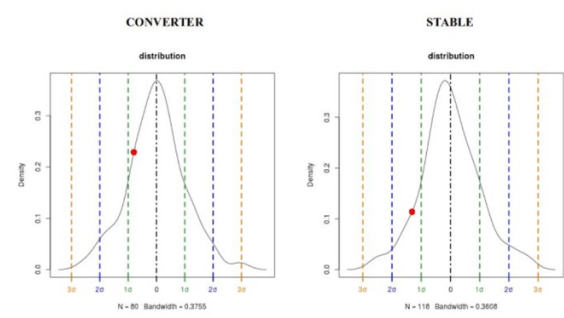 CONVERTER
distribution
Density
0.3
0.2
0.1
0.0
3σ 2σ 1σ 0 1σ 2σ 3σ
N = 80 Bandwidth = 0.3755
STABLE
distribution
Density
0.3
0.2
0.1
0.0
3σ 2σ 1σ 0 1σ 2σ 3σ
N = 116 Bandwidth = 0.3608